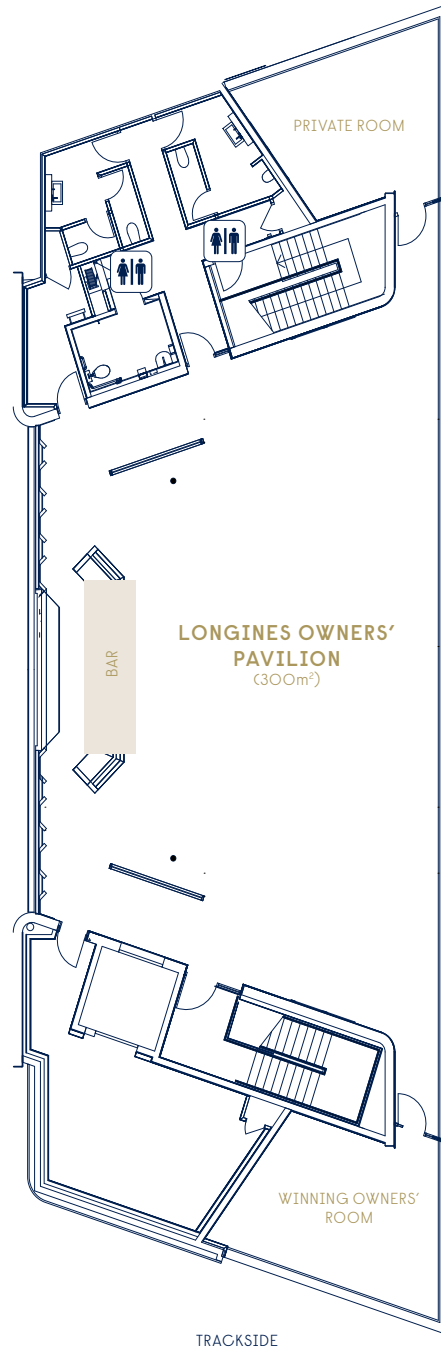 PRIVATE ROOM
LONGINES OWNERS’
PAVILION
(300m²)
BAR
WINNING OWNERS’
ROOM
TRACKSIDE